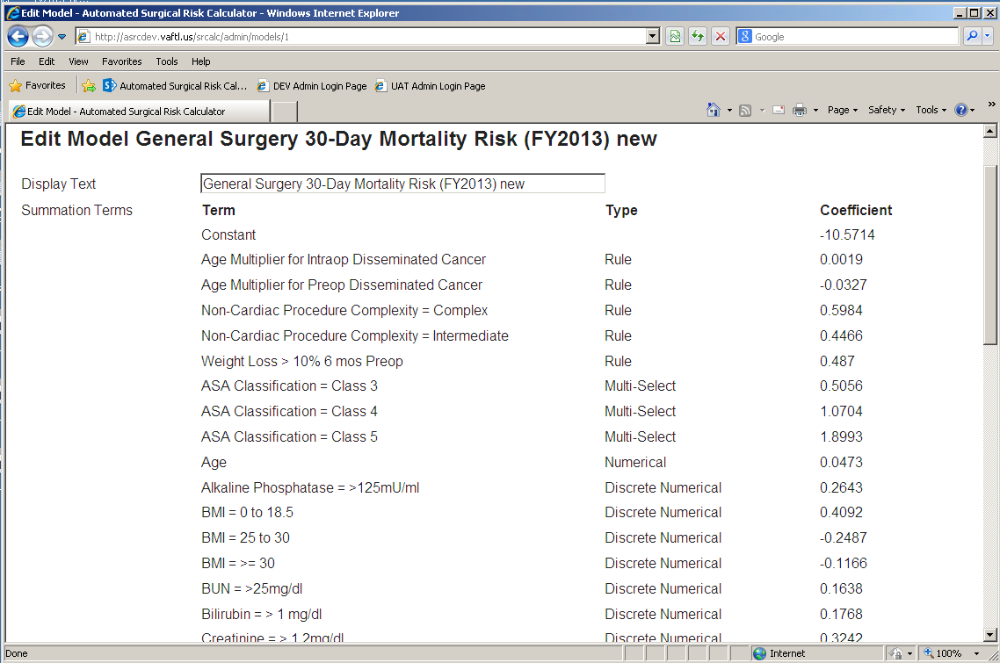 Edit Model - Automated Surgical Risk Calculator - Windows Internet Explorer
http://asrcdev.vaftl.us/srcalc/admin/models/1
Google
File Edit View Favorites Tools Help
Favorites Automated Surgical Risk Cal... DEV Admin Login Page UAT Admin Login Page
Edit Model - Automated Surgical Risk Calculator
Page Safety Tools
Edit Model General Surgery 30-Day Mortality Risk (FY2013) new
Display Text General Surgery 30-Day Mortality Risk (FY2013) new
Summation Terms Term Type Coefficient
Constant -10.5714
Age Multiplier for Intraop Disseminated Cancer Rule 0.0019
Age Multiplier for Preop Disseminated Cancer Rule -0.0327
Non-Cardiac Procedure Complexity = Complex Rule 0.5984
Non-Cardiac Procedure Complexity = Intermediate Rule 0.4466
Weight Loss > 10% 6 mos Preop Rule 0.487
ASA Classification = Class 3 Multi-Select 0.5056
ASA Classification = Class 4 Multi-Select 1.0704
ASA Classification = Class 5 Multi-Select 1.8993
Age Numerical 0.0473
Alkaline Phosphatase = >125mU/ml Discrete Numerical 0.2643
BMI = 0 to 18.5 Discrete Numerical 0.4092
BMI = 25 to 30 Discrete Numerical -0.2487
BMI = >= 30 Discrete Numerical -0.1166
BUN = >25mg/dl Discrete Numerical 0.1638
Bilirubin = > 1 mg/dl Discrete Numerical 0.1768
Creatinine = > 1.2mg/dl Discrete Numerical 0.3242
Done Internet 100%